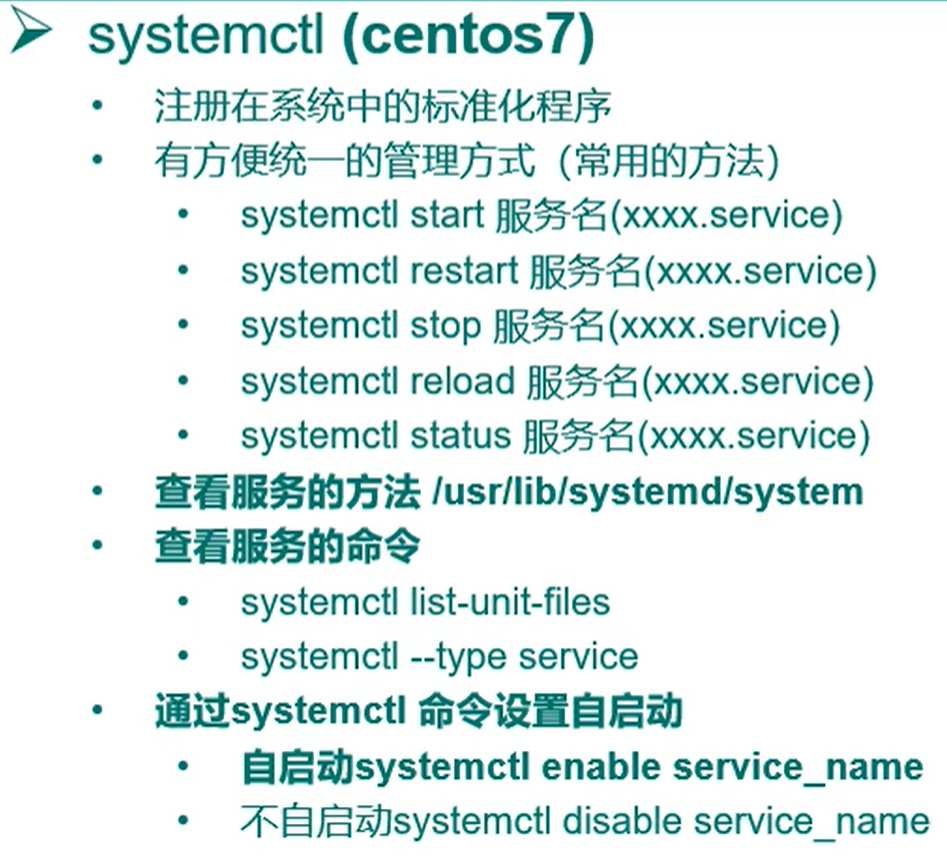 systemctl (centos7)
注册在系统中的标准化程序
有方便统一的管理方式（常用的方法）
systemctl start 服务名(xxxx.service)
systemctl restart 服务名(xxxx.service)
systemctl stop 服务名(xxxx.service)
systemctl reload 服务名(xxxx.service)
systemctl status 服务名(xxxx.service)
查看服务的方法 /usr/lib/systemd/system
查看服务的命令
systemctl list-unit-files
systemctl --type service
通过systemctl 命令设置自启动
自启动systemctl enable service_name
不自启动systemctl disable service_name